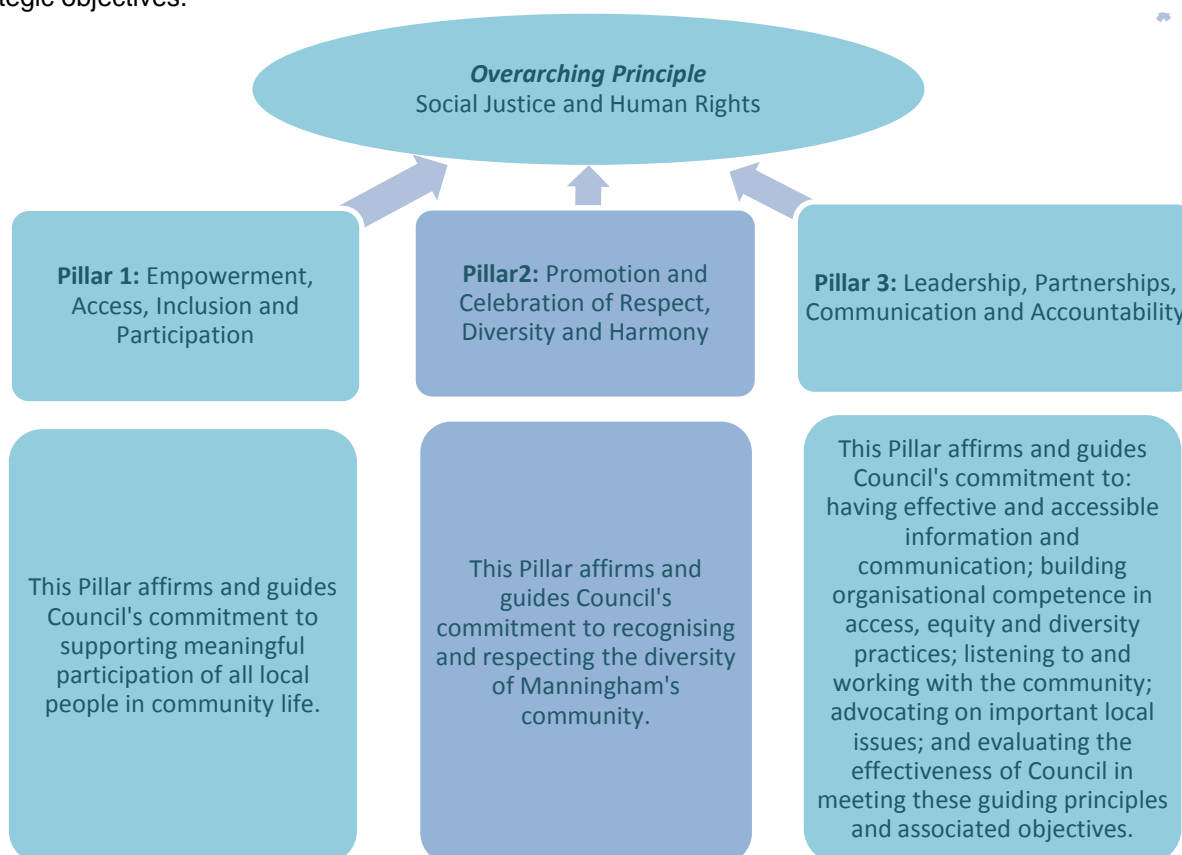 tegic objectives.
Overarching Principle
Social Justice and Human Rights
Pillar 1: Empowerment,
Access, Inclusion and
Participation
Pillar2: Promotion and
Celebration of Respect,
Diversity and Harmony
Pillar 3: Leadership, Partnerships,
Communication and Accountability
This Pillar affirms and guides
Council's commitment to
supporting meaningful
participation of all local
people in community life.
This Pillar affirms and
guides Council's
commitment to recognising
and respecting the diversity
of Manningham's
community.
This Pillar affirms and guides
Council's commitment to:
having effective and accessible
information and
communication; building
organisational competence in
access, equity and diversity
practices; listening to and
working with the community;
advocating on important local
issues; and evaluating the
effectiveness of Council in
meeting these guiding principles
and associated objectives.